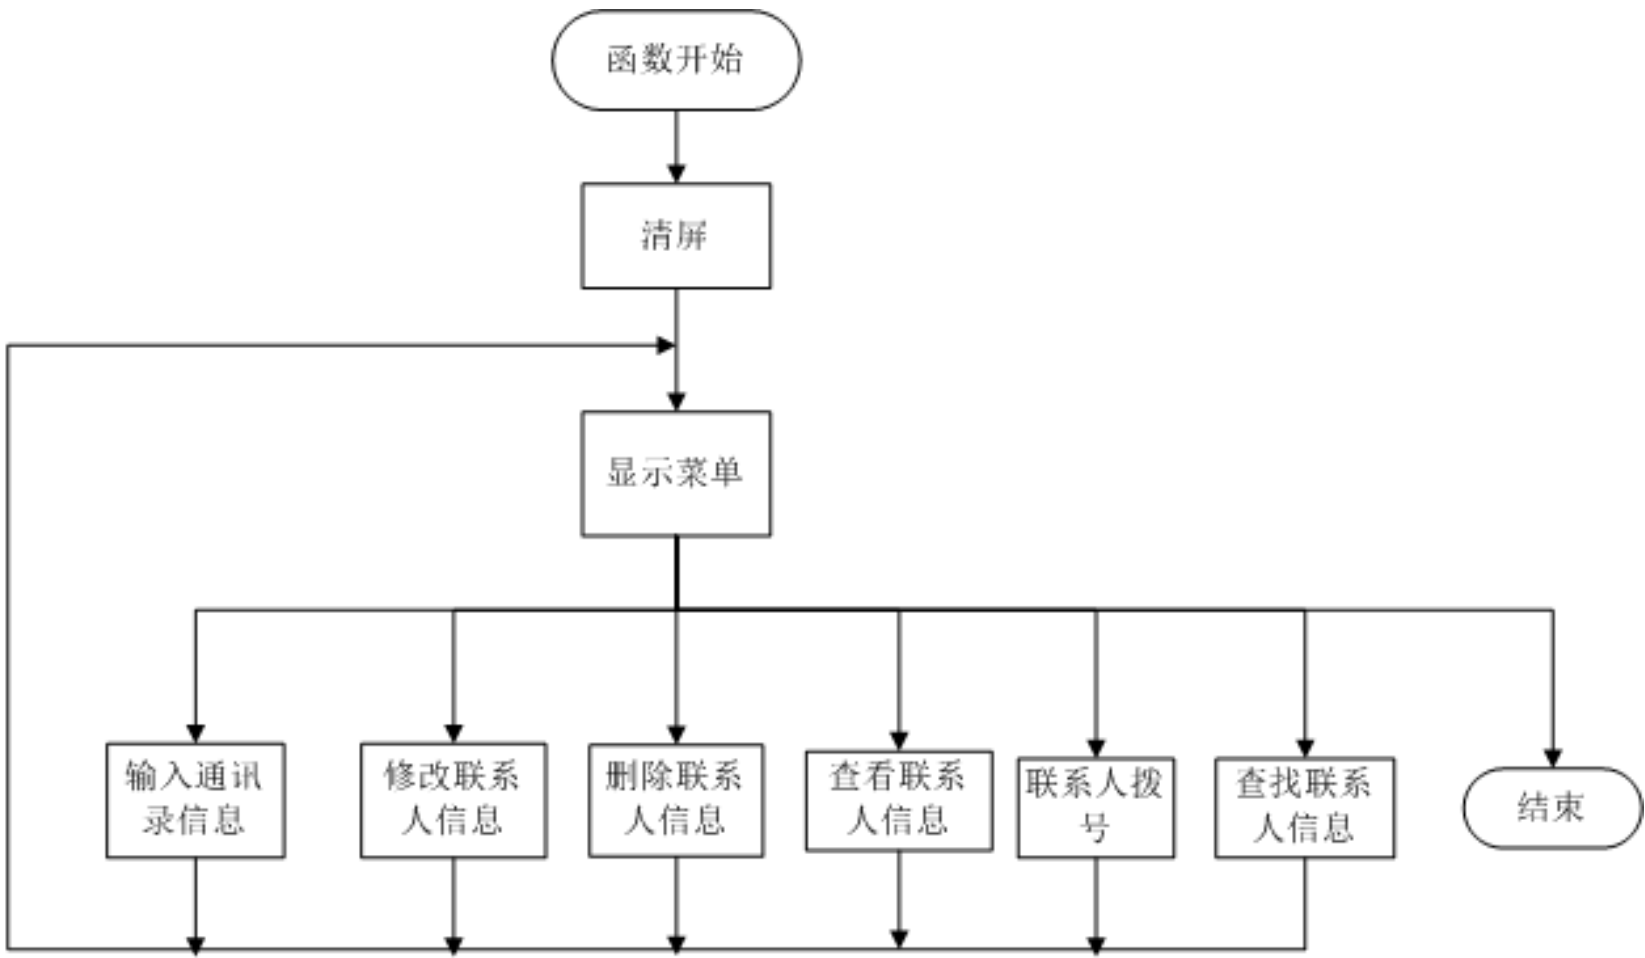 函数开始
清屏
显示菜单
输入通讯
录信息
修改联系
人信息
删除联系
人信息
查看联系
人信息
联系人拨
号
查找联系
人信息
结束